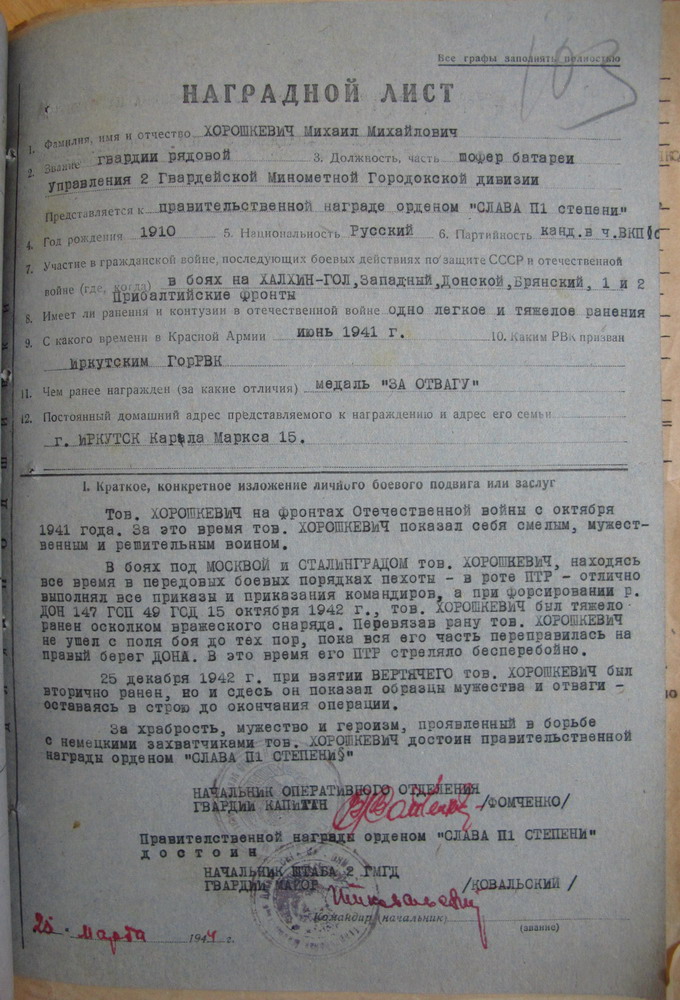 Все графы заполнять полностью
103
НАГРАДНОЙ ЛИСТ
1. Фамилия, имя и отчество ХОРОШКЕВИЧ Михаил Михайлович
2. Звание гвардии рядовой 3. Должность, часть шофер батареи
управления 2 Гвардейской Минометной Городокской дивизии
Представляется к правительственной награде орденом "СЛАВА П1 степени"
4. Год рождения 1910 5. Национальность Русский 6. Партийность канд.в ч.ВКП/б
7. Участие в гражданской войне, последующих боевых действиях по защите СССР и отечественной
войне (где, когда) в боях на ХАЛХИН-ГОЛ,Западный,Донской,Брянский, 1 и 2
Прибалтийские фронты
8. Имеет ли ранения и контузии в отечественной войне одно легкое и тяжелое ранения
9. С какого времени в Красной Армии июнь 1941 г. 10. Каким РВК призван
Иркутским ГорРВК
11. Чем ранее награжден (за какие отличия) медаль "ЗА ОТВАГУ"
12. Постоянный домашний адрес представляемого к награждению и адрес его семьи
г. ИРКУТСК Карла Маркса 15.
I. Краткое, конкретное изложение личного боевого подвига или заслуг
Тов. ХОРОШКЕВИЧ на фронтах Отечественной войны с октября
1941 года. За это время тов. ХОРОШКЕВИЧ показал себя смелым, мужест-
венным и решительным воином.
В боях под МОСКВОЙ и СТАЛИНГРАДОМ тов. ХОРОШКЕВИЧ, находясь
все время в передовых боевых порядках пехоты - в роте ПТР - отлично
выполнял все приказы и приказания командиров, а при форсировании р.
ДОН 147 ГСП 49 ГСД 15 октября 1942 г., тов. ХОРОШКЕВИЧ был тяжело
ранен осколком вражеского снаряда. Перевязав рану тов. ХОРОШКЕВИЧ
не ушел с поля боя до тех пор, пока вся его часть переправилась на
правый берег ДОНА. В это время его ПТР стреляло бесперебойно.
25 декабря 1942 г. при взятии ВЕРТЯЧЕГО тов. ХОРОШКЕВИЧ был
вторично ранен, но и сдесь он показал образцы мужества и отваги -
оставаясь в строю до окончания операции.
За храбрость, мужество и героизм, проявленный в борьбе
с немецкими захватчиками тов. ХОРОШКЕВИЧ достоин правительственной
награды орденом "СЛАВА П1 СТЕПЕНИ"
НАЧАЛЬНИК ОПЕРАТИВНОГО ОТДЕЛЕНИЯ
ГВАРДИИ КАПИТАН /ФОМЧЕНКО/
Правителственной награды орденом "СЛАВА П1 СТЕПЕНИ"
достоин
НАЧАЛЬНИК ШТАБА 2 ГМГД
ГВАРДИИ МАЙОР /КОВАЛЬСКИЙ /
Командир (начальник)
(звание)
25 Марта 1944 г.